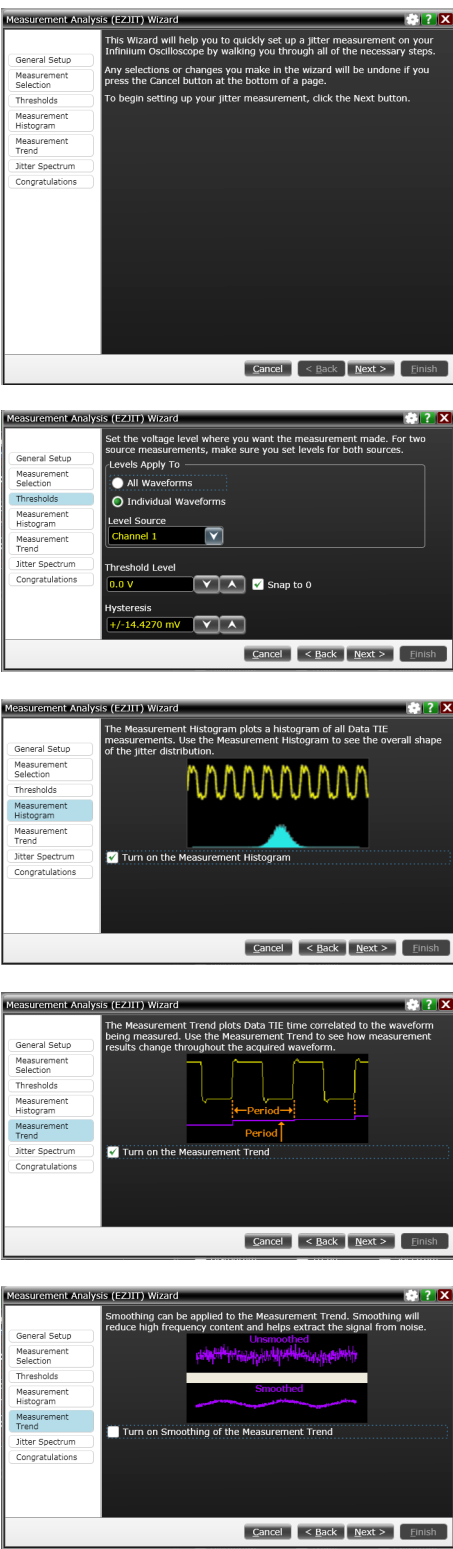 Measurement Analysis (EZJIT) Wizard
?
X
General Setup
Measurement
Selection
Thresholds
Measurement
Histogram
Measurement
Trend
Jitter Spectrum
Congratulations
This Wizard will help you to quickly set up a jitter measurement on your
Infiniium Oscilloscope by walking you through all of the necessary steps.
Any selections or changes you make in the wizard will be undone if you
press the Cancel button at the bottom of a page.
To begin setting up your jitter measurement, click the Next button.
Cancel
< Back
Next >
Finish
Measurement Analysis (EZJIT) Wizard
?
X
General Setup
Measurement
Selection
Thresholds
Measurement
Histogram
Measurement
Trend
Jitter Spectrum
Congratulations
Set the voltage level where you want the measurement made. For two
source measurements, make sure you set levels for both sources.
Levels Apply To
All Waveforms
Individual Waveforms
Level Source
Channel 1
Threshold Level
0.0 V
Snap to 0
Hysteresis
+/-14.4270 mV
Cancel
< Back
Next >
Finish
Measurement Analysis (EZJIT) Wizard
?
X
General Setup
Measurement
Selection
Thresholds
Measurement
Histogram
Measurement
Trend
Jitter Spectrum
Congratulations
The Measurement Histogram plots a histogram of all Data TIE
measurements. Use the Measurement Histogram to see the overall shape
of the jitter distribution.
Turn on the Measurement Histogram
Cancel
< Back
Next >
Finish
Measurement Analysis (EZJIT) Wizard
?
X
General Setup
Measurement
Selection
Thresholds
Measurement
Histogram
Measurement
Trend
Jitter Spectrum
Congratulations
The Measurement Trend plots Data TIE time correlated to the waveform
being measured. Use the Measurement Trend to see how measurement
results change throughout the acquired waveform.
Period
Period
Turn on the Measurement Trend
Cancel
< Back
Next >
Finish
Measurement Analysis (EZJIT) Wizard
?
X
General Setup
Measurement
Selection
Thresholds
Measurement
Histogram
Measurement
Trend
Jitter Spectrum
Congratulations
Smoothing can be applied to the Measurement Trend. Smoothing will
reduce high frequency content and helps extract the signal from noise.
Unsmoothed
Smoothed
Turn on Smoothing of the Measurement Trend
Cancel
< Back
Next >
Finish